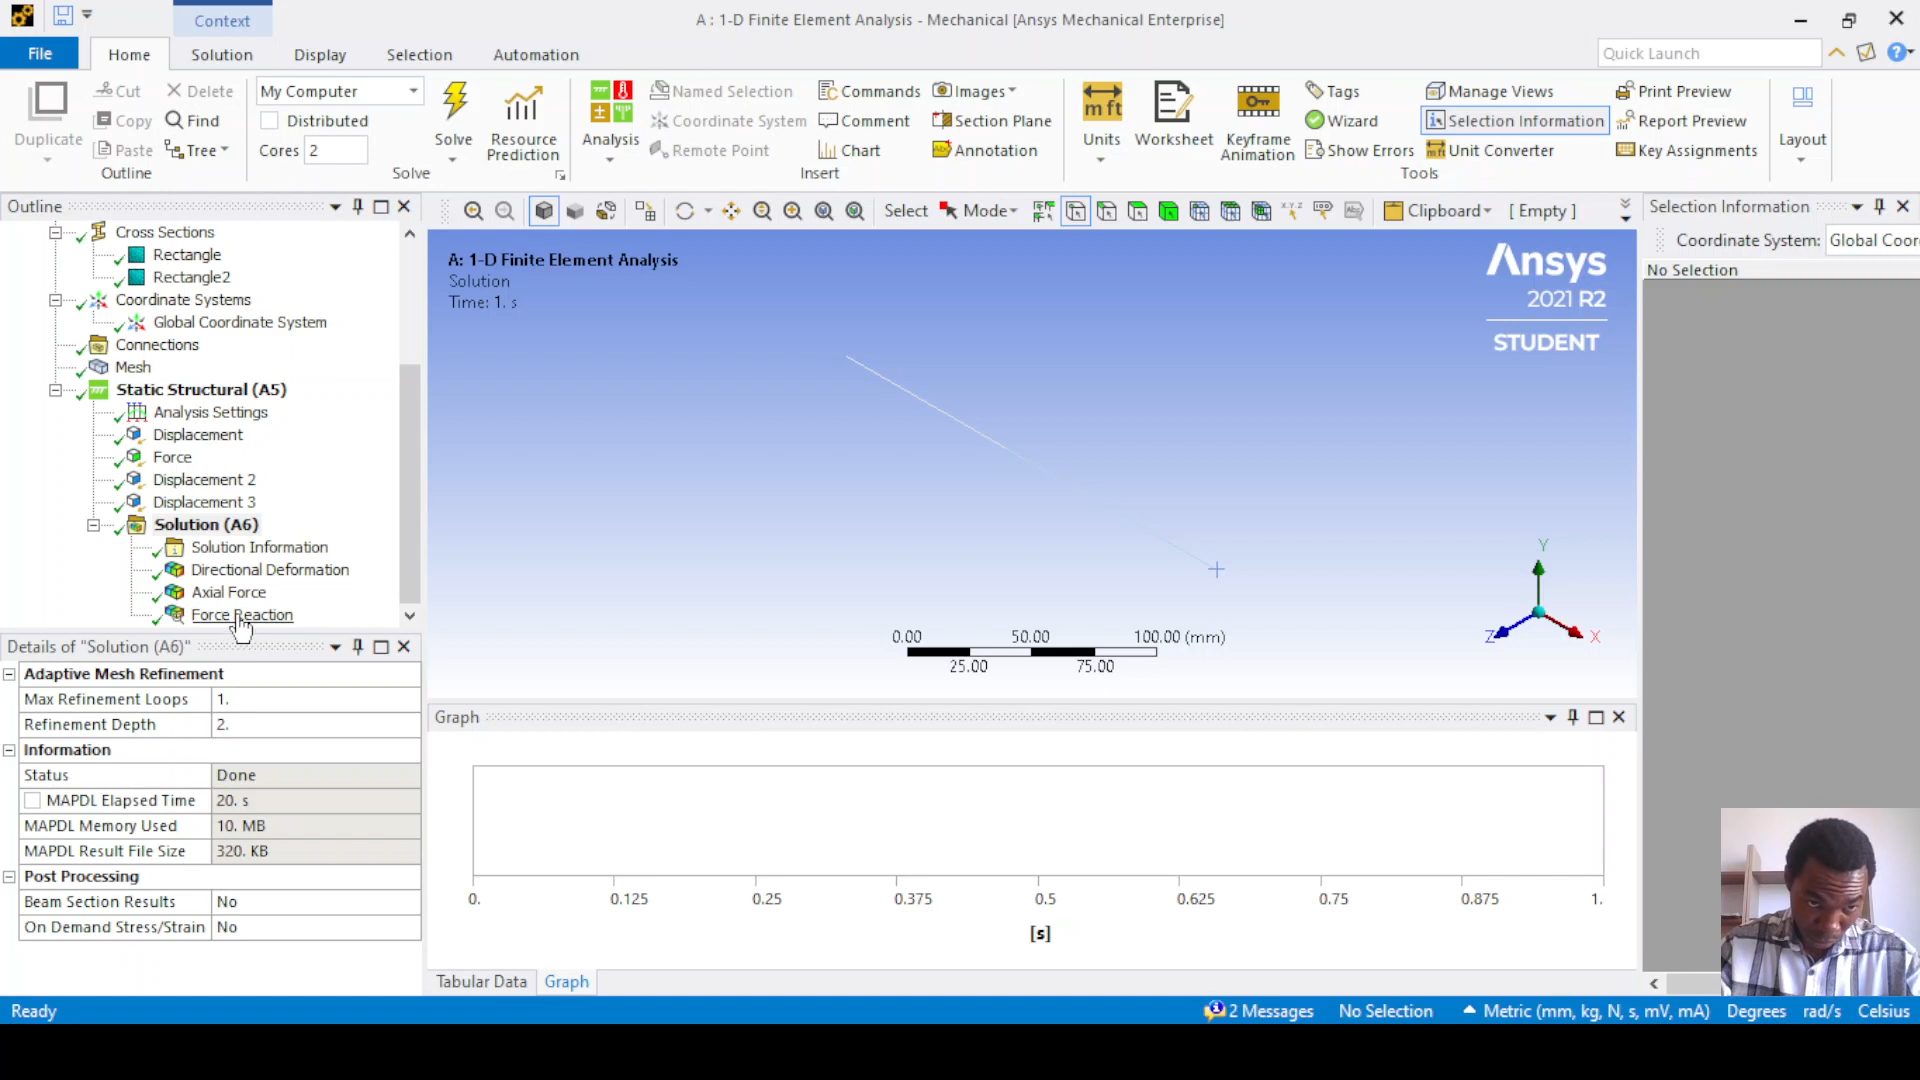 Context
A : 1-D Finite Element Analysis - Mechanical [Ansys Mechanical Enterprise]
File
Home
Solution
Display
Selection
Automation
Quick Launch
Duplicate
Cut
Delete
Copy
Find
Paste
Tree
Outline
My Computer
Distributed
Cores
2
Solve
Resource Prediction
Solve
Analysis
Named Selection
Coordinate System
Remote Point
Commands
Comment
Chart
Images
Section Plane
Annotation
Insert
Units
Worksheet
Keyframe Animation
Tags
Wizard
Show Errors
Manage Views
Selection Information
Unit Converter
Print Preview
Report Preview
Key Assignments
Tools
Layout
Outline
Select
Mode
Clipboard
[ Empty ]
Selection Information
Coordinate System:
Global Coor
No Selection
Cross Sections
Rectangle
Rectangle2
Coordinate Systems
Global Coordinate System
Connections
Mesh
Static Structural (A5)
Analysis Settings
Displacement
Force
Displacement 2
Displacement 3
Solution (A6)
Solution Information
Directional Deformation
Axial Force
Force Reaction
A: 1-D Finite Element Analysis
Solution
Time: 1. s
Ansys
2021 R2
STUDENT
Y
Z
X
0.00
50.00
100.00 (mm)
25.00
75.00
Details of "Solution (A6)"
Adaptive Mesh Refinement
Max Refinement Loops 1.
Refinement Depth 2.
Information
Status Done
MAPDL Elapsed Time 20. s
MAPDL Memory Used 10. MB
MAPDL Result File Size 320. KB
Post Processing
Beam Section Results No
On Demand Stress/Strain No
Graph
0. 0.125 0.25 0.375 0.5 0.625 0.75 0.875 1.
[s]
Tabular Data
Graph
Ready
2 Messages
No Selection
Metric (mm, kg, N, s, mV, mA)
Degrees
rad/s
Celsius